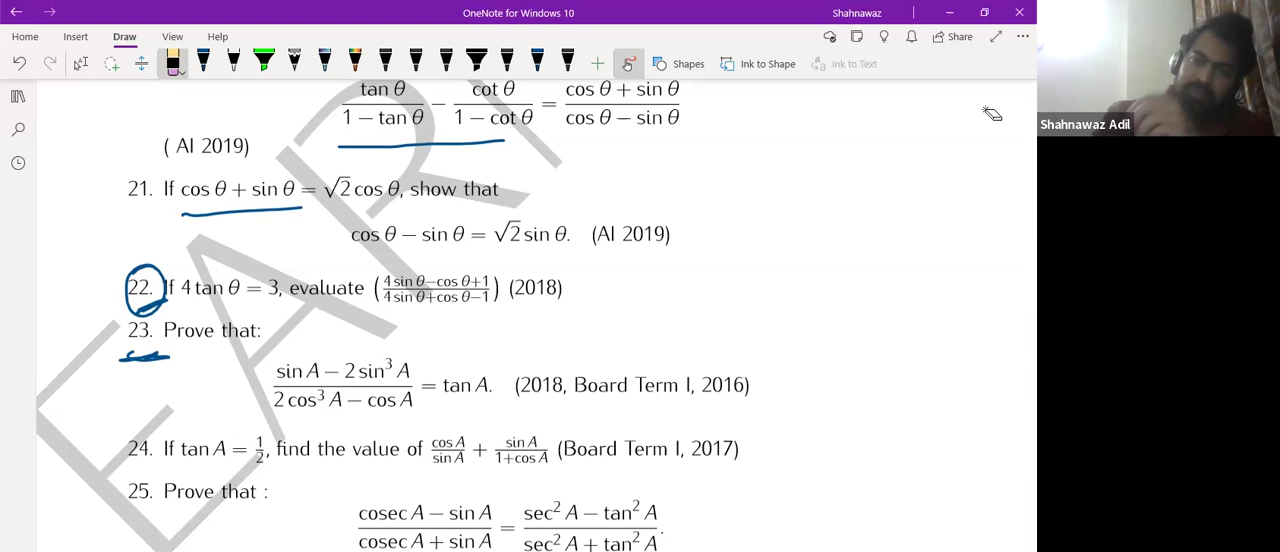 OneNote for Windows 10
Shahnawaz
Home Insert Draw View Help
Share
Shapes Ink to Shape Ink to Text
tan θ / 1 − tan θ − cot θ / 1 − cot θ = cos θ + sin θ / cos θ − sin θ
( AI 2019)
21. If cos θ + sin θ = √2 cos θ, show that
cos θ − sin θ = √2 sin θ. (AI 2019)
22. If 4 tan θ = 3, evaluate (4 sin θ−cos θ+1 / 4 sin θ+cos θ−1) (2018)
23. Prove that:
sin A − 2 sin³ A / 2 cos³ A − cos A = tan A. (2018, Board Term I, 2016)
24. If tan A = 1/2, find the value of cos A / sin A + sin A / 1+cos A (Board Term I, 2017)
25. Prove that :
cosec A − sin A / cosec A + sin A = sec² A − tan² A / sec² A + tan² A.
Shahnawaz Adil